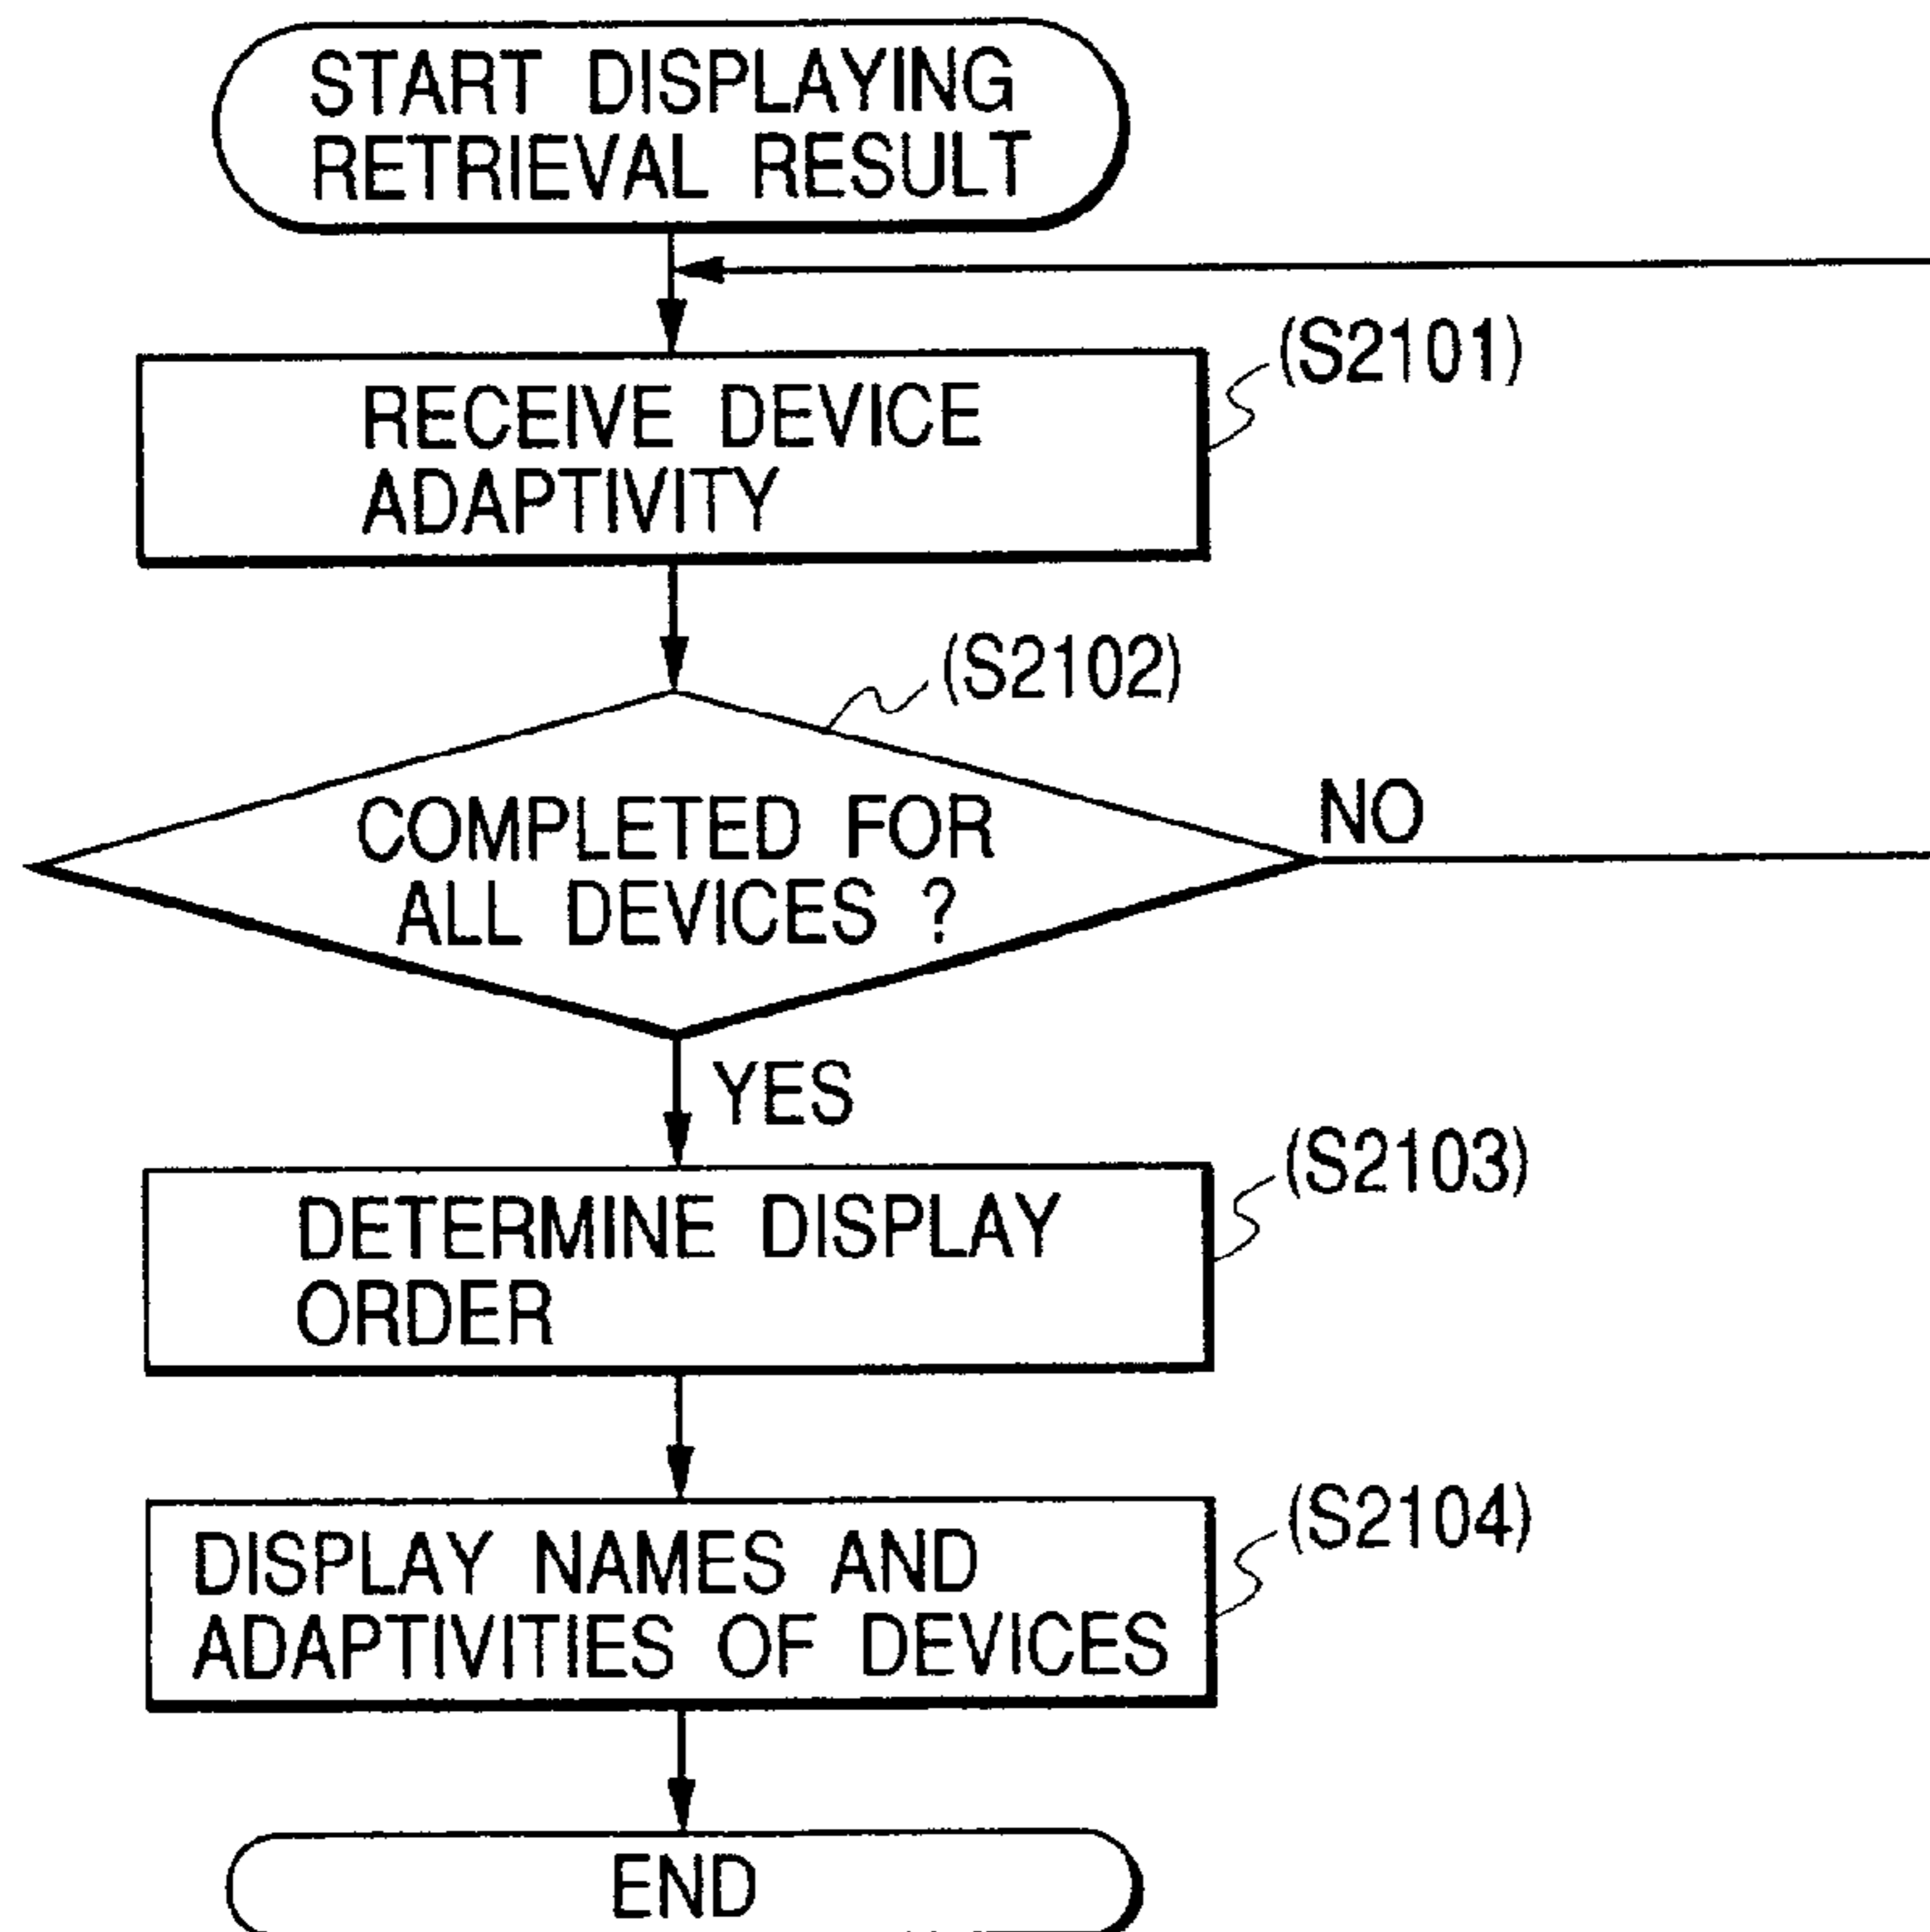 START DISPLAYING
RETRIEVAL RESULT
(S2101)
RECEIVE DEVICE
ADAPTIVITY
(S2102)
COMPLETED FOR
ALL DEVICES ?
NO
YES
(S2103)
DETERMINE DISPLAY
ORDER
(S2104)
DISPLAY NAMES AND
ADAPTIVITIES OF DEVICES
END